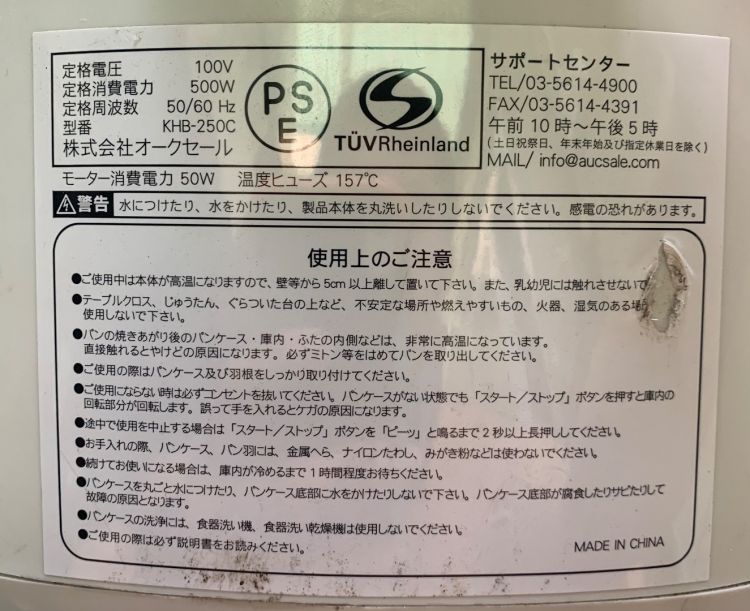 定格電圧 100V
定格消費電力 500W
定格周波数 50/60 Hz
型番 KHB-250C
株式会社オークセール
PS
E
TÜVRheinland
サポートセンター
TEL/03-5614-4900
FAX/03-5614-4391
午前10時～午後5時
(土日祝祭日、年末年始及び指定休業日を除く)
MAIL/ info@aucsale.com
モーター消費電力 50W 温度ヒューズ 157℃
警告 水につけたり、水をかけたり、製品本体を丸洗いしたりしないでください。感電の恐れがあります。
使用上のご注意
●ご使用中は本体が高温になりますので、壁等から5cm以上離して置いて下さい。また、乳幼児には触れさせないで
●テーブルクロス、じゅうたん、ぐらついた台の上など、不安定な場所や燃えやすいもの、火器、湿気のある場
使用しないで下さい。
●パンの焼きあがり後のパンケース・庫内・ふたの内側などは、非常に高温になっています。
直接触れるとやけどの原因になります。必ずミトン等をはめてパンを取り出してください。
●ご使用の際はパンケース及び羽根をしっかり取り付けてください。
●ご使用にならない時は必ずコンセントを抜いてください。パンケースがない状態でも「スタート／ストップ」ボタンを押すと庫内の
回転部分が回転します。誤って手を入れるとケガの原因になります。
●途中で使用を中止する場合は「スタート／ストップ」ボタンを「ピーッ」と鳴るまで2秒以上長押ししてください。
●お手入れの際、パンケース、パン羽には、金属へら、ナイロンたわし、みがき粉などは使わないでください。
●続けてお使いになる場合は、庫内が冷めるまで1時間程度お待ちください。
●パンケースを丸ごと水につけたり、パンケース底部に水をかけたりしないで下さい。パンケース底部が腐食したりサビたりして
故障の原因となります。
●パンケースの洗浄には、食器洗い機、食器洗い乾燥機は使用しないでください。
●ご使用の際は必ず説明書をお読みください。
MADE IN CHINA